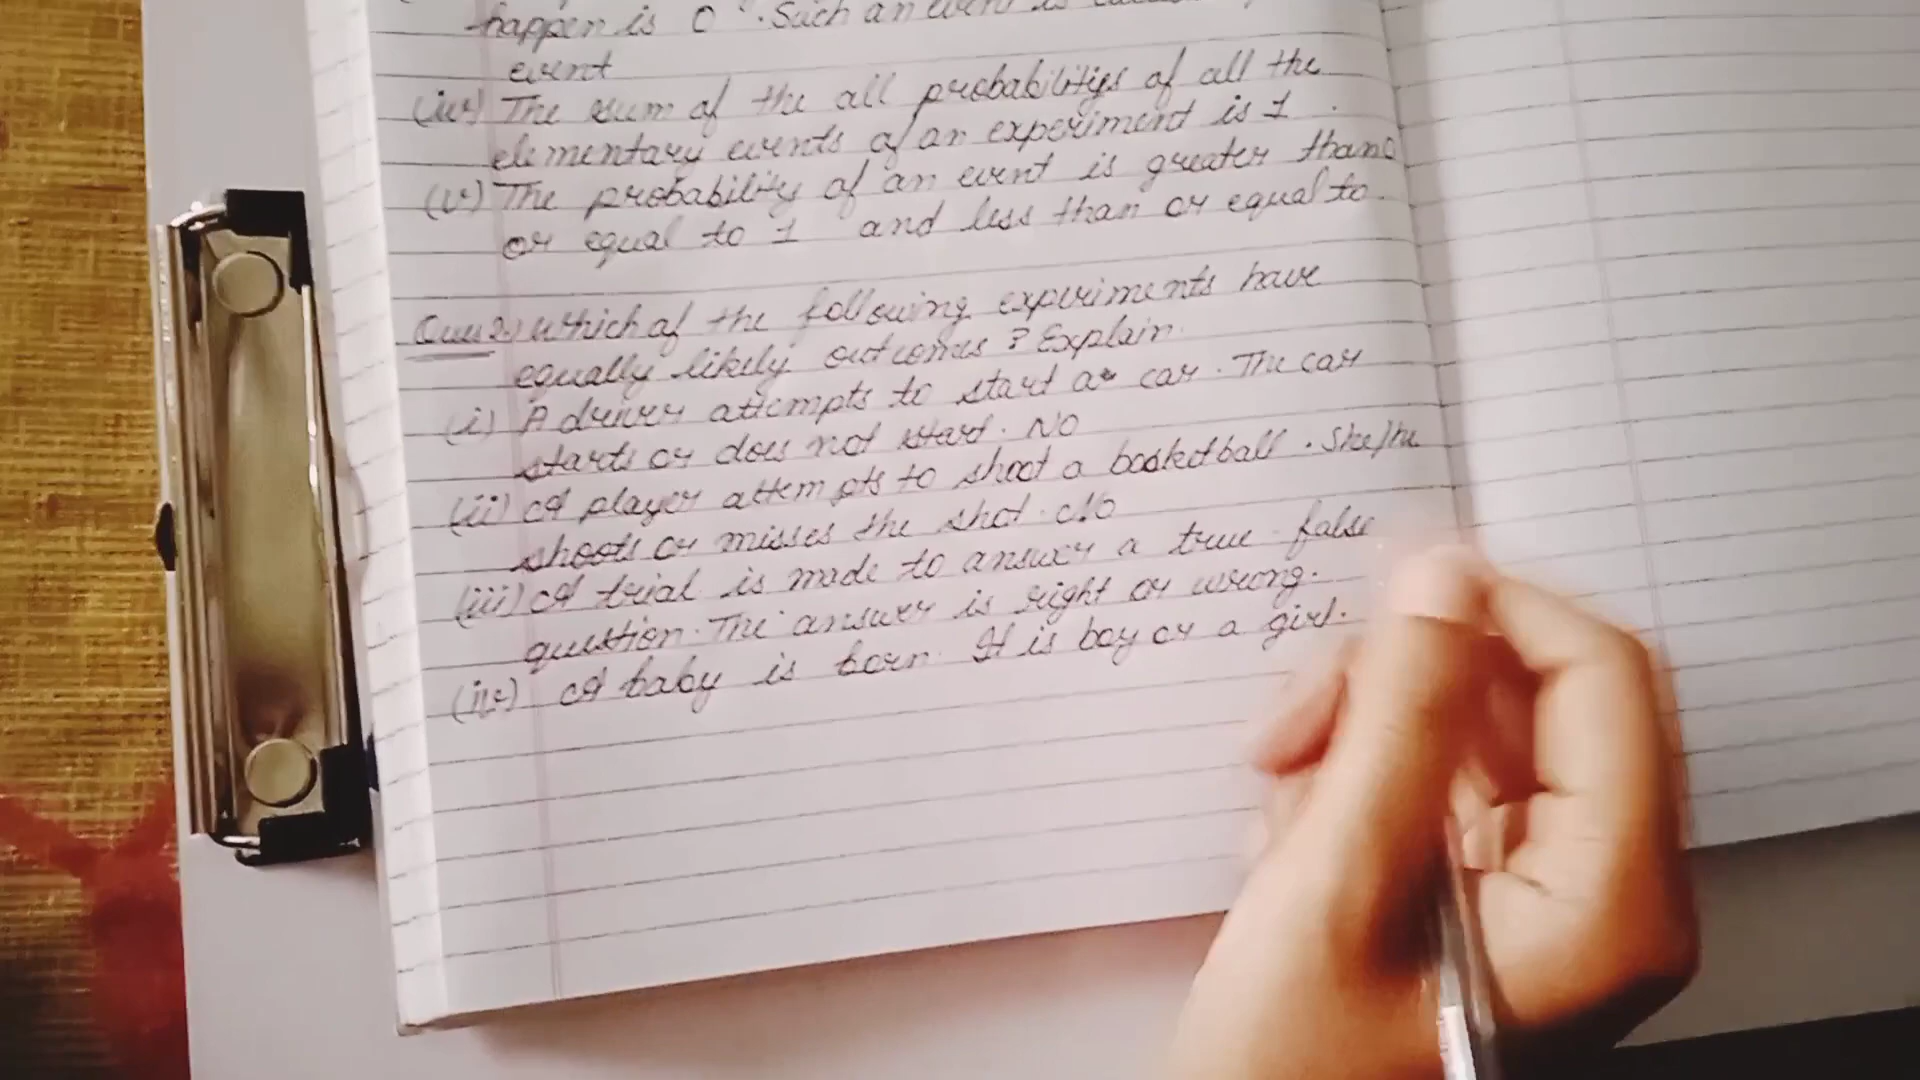 happen is 0". Such an event is
event
(iv) The sum of the all probabilityes of all the
elementary events of an experiment is 1.
(v) The probability of an event is greater than 0
or equal to 1 and less than or equal to.
Ques 2.) which of the following experiments have
equally likely outcomes? Explain.
(i) A driver attempts to start a car. The car
starts or does not start. No
(ii) A player attempts to shoot a basketball. She/he
shoots or misses the shot. No
(iii) A trial is made to answer a true-false
question. The answer is right or wrong.
(iv) A baby is born. It is boy or a girl.